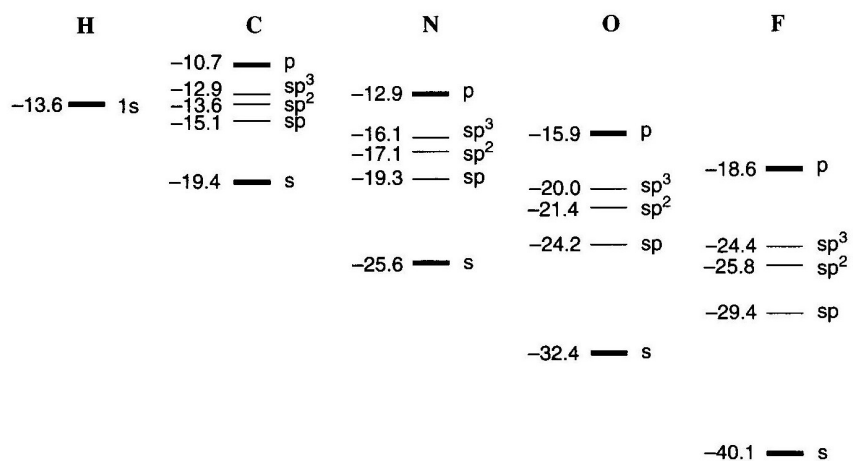 H C N O F
−10.7 p
−12.9 sp³
−13.6 sp²
−15.1 sp
−19.4 s
−13.6 1s
−12.9 p
−16.1 sp³
−17.1 sp²
−19.3 sp
−25.6 s
−15.9 p
−20.0 sp³
−21.4 sp²
−24.2 sp
−32.4 s
−18.6 p
−24.4 sp³
−25.8 sp²
−29.4 sp
−40.1 s